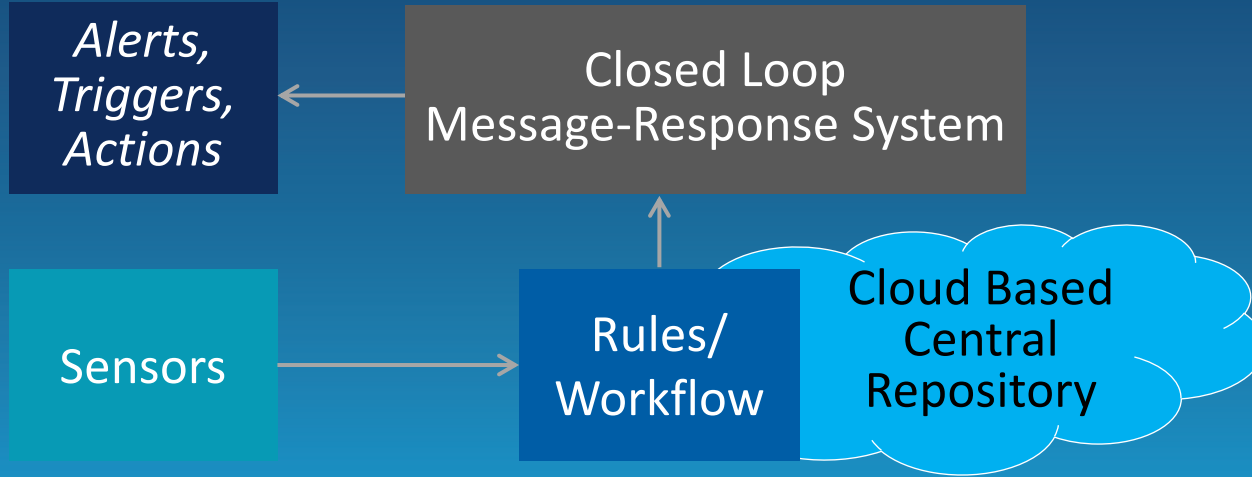 Alerts,
Triggers,
Actions
Closed Loop
Message-Response System
Sensors
Rules/
Workflow
Cloud Based
Central
Repository